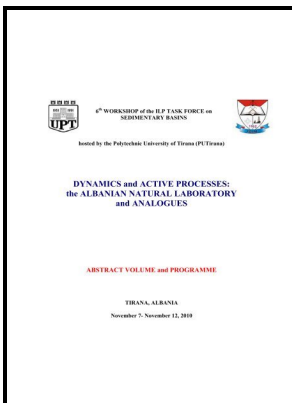 6th WORKSHOP of the ILP TASK FORCE on
SEDIMENTARY BASINS
UPT
hosted by the Polytechnic University of Tirana (PUTirana)
DYNAMICS and ACTIVE PROCESSES:
the ALBANIAN NATURAL LABORATORY
and ANALOGUES
ABSTRACT VOLUME and PROGRAMME
TIRANA, ALBANIA
November 7- November 12, 2010